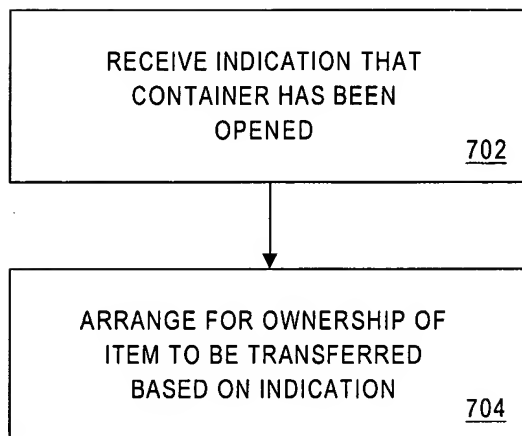 RECEIVE INDICATION THAT
CONTAINER HAS BEEN
OPENED
702
ARRANGE FOR OWNERSHIP OF
ITEM TO BE TRANSFERRED
BASED ON INDICATION
704